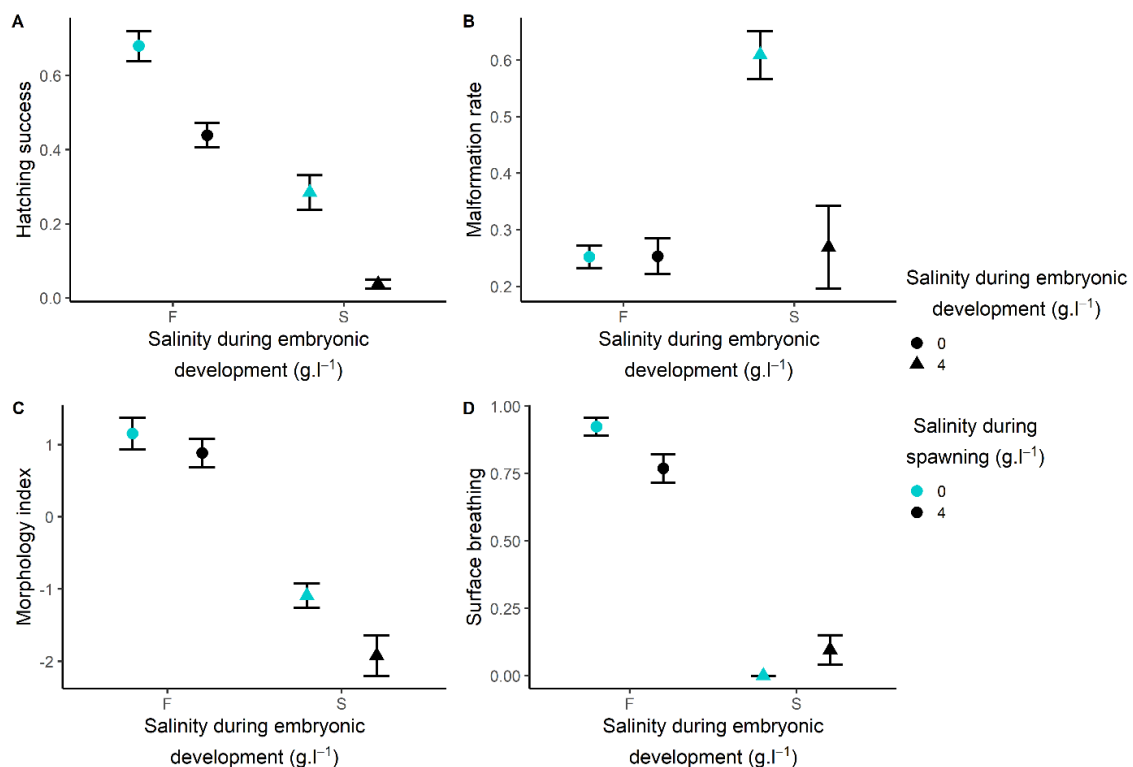 A
Hatching success
0.6
0.4
0.2
0.0
F
S
Salinity during embryonic
development (g.l⁻¹)
B
Malformation rate
0.6
0.5
0.4
0.3
0.2
F
S
Salinity during embryonic
development (g.l⁻¹)
C
Morphology index
1
0
-1
-2
F
S
Salinity during embryonic
development (g.l⁻¹)
D
Surface breathing
1.00
0.75
0.50
0.25
0.00
F
S
Salinity during embryonic
development (g.l⁻¹)
Salinity during embryonic
development (g.l⁻¹)
0
4
Salinity during
spawning (g.l⁻¹)
0
4